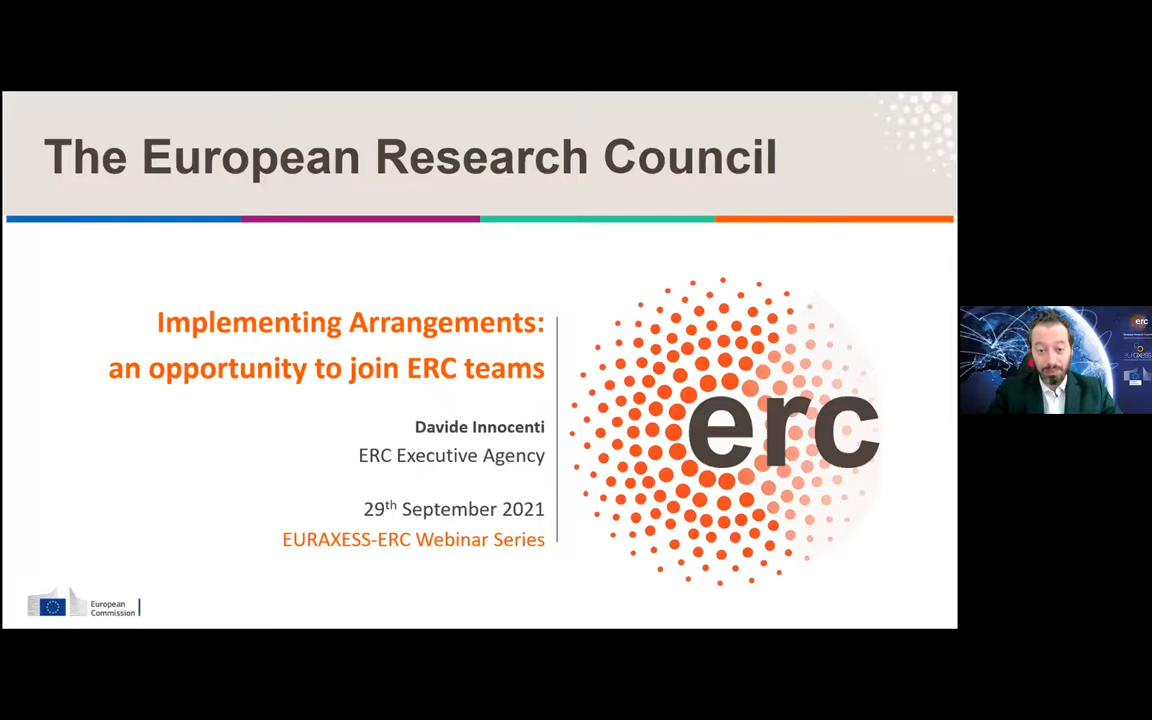 The European Research Council
Implementing Arrangements:
an opportunity to join ERC teams
Davide Innocenti
ERC Executive Agency
29th September 2021
EURAXESS-ERC Webinar Series
erc
European
Commission
erc